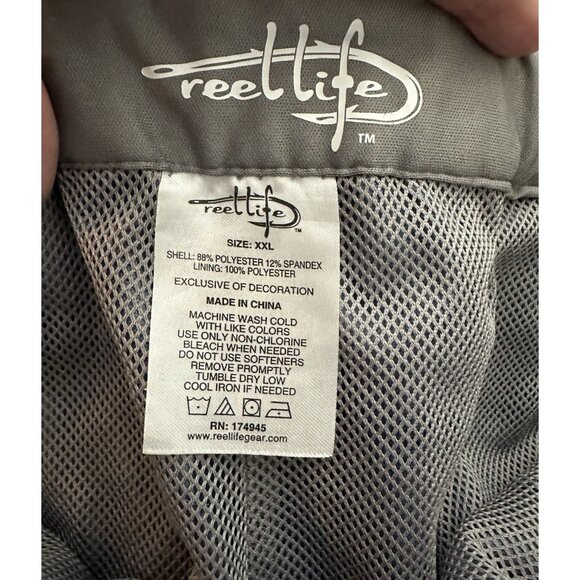 reel life
TM
reel life
TM
SIZE: XXL
SHELL: 88% POLYESTER 12% SPANDEX
LINING: 100% POLYESTER
EXCLUSIVE OF DECORATION
MADE IN CHINA
MACHINE WASH COLD
WITH LIKE COLORS
USE ONLY NON-CHLORINE
BLEACH WHEN NEEDED
DO NOT USE SOFTENERS
REMOVE PROMPTLY
TUMBLE DRY LOW
COOL IRON IF NEEDED
RN: 174945
www.reellifegear.com